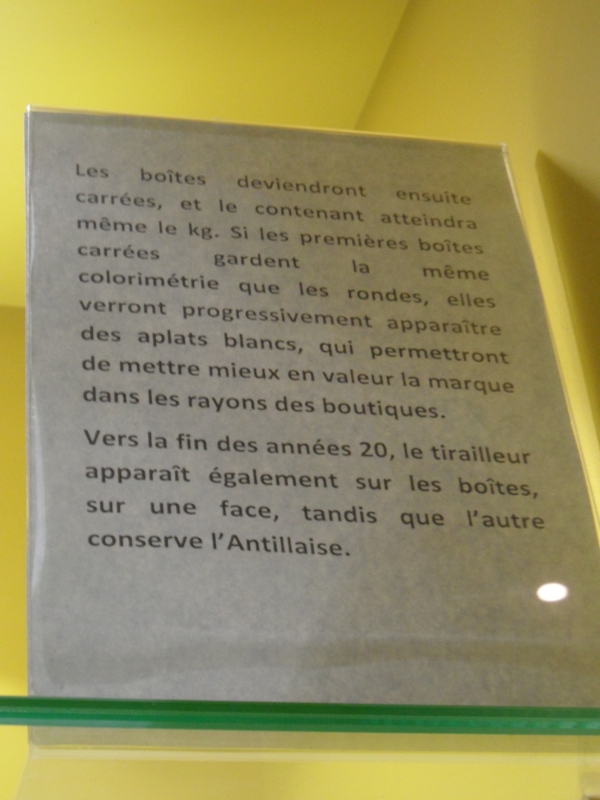 Les boîtes deviendront ensuite
carrées, et le contenant atteindra
même le kg. Si les premières boîtes
carrées gardent la même
colorimétrie que les rondes, elles
verront progressivement apparaître
des aplats blancs, qui permettront
de mettre mieux en valeur la marque
dans les rayons des boutiques.
Vers la fin des années 20, le tirailleur
apparaît également sur les boîtes,
sur une face, tandis que l'autre
conserve l'Antillaise.